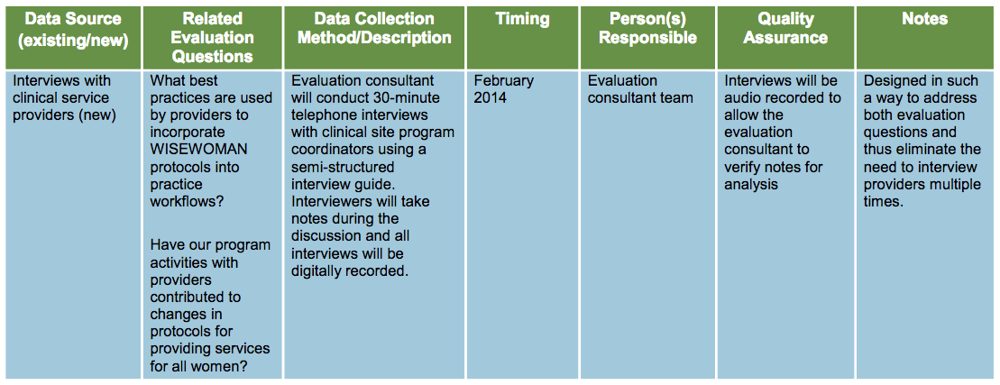 Data Source
(existing/new)
Related
Evaluation
Questions
Data Collection
Method/Description
Timing
Person(s)
Responsible
Quality
Assurance
Notes
Interviews with
clinical service
providers (new)
What best
practices are used
by providers to
incorporate
WISEWOMAN
protocols into
practice
workflows?
Have our program
activities with
providers
contributed to
changes in
protocols for
providing services
for all women?
Evaluation consultant
will conduct 30-minute
telephone interviews
with clinical site program
coordinators using a
semi-structured
interview guide.
Interviewers will take
notes during the
discussion and all
interviews will be
digitally recorded.
February
2014
Evaluation
consultant team
Interviews will be
audio recorded to
allow the
evaluation
consultant to
verify notes for
analysis
Designed in such
a way to address
both evaluation
questions and
thus eliminate the
need to interview
providers multiple
times.